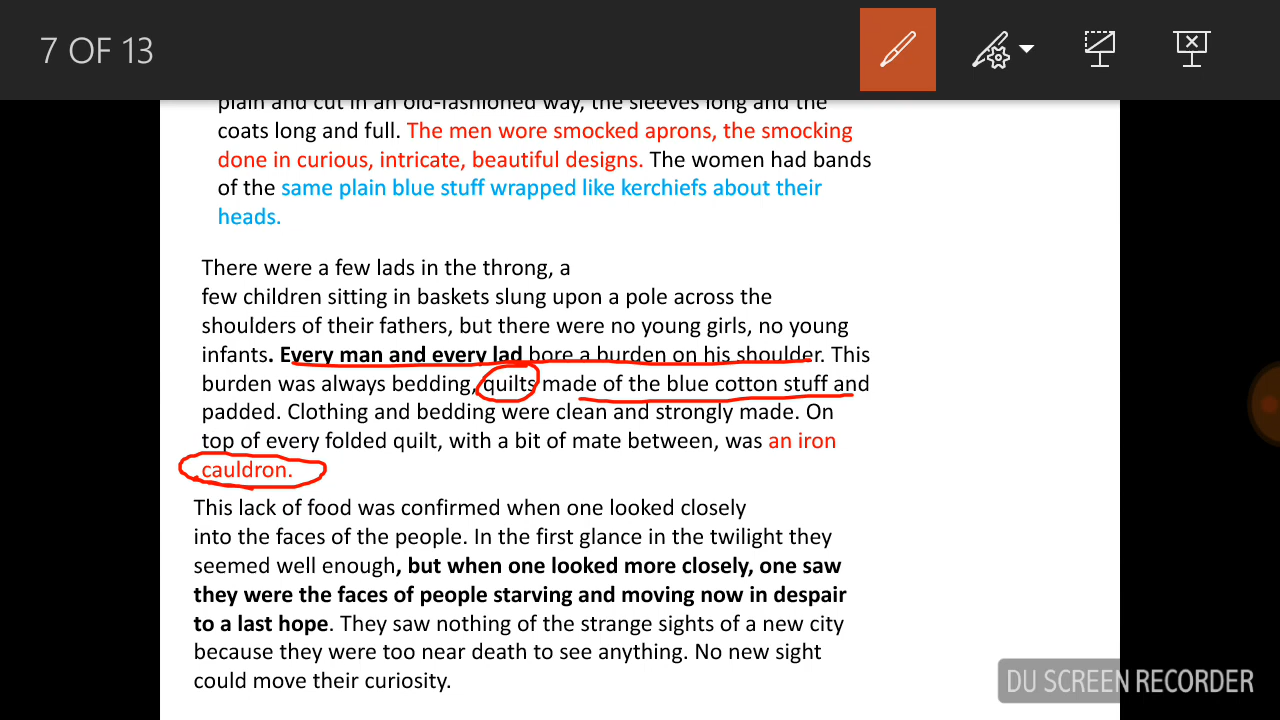 7 OF 13
plain and cut in an old-fashioned way, the sleeves long and the
coats long and full. The men wore smocked aprons, the smocking
done in curious, intricate, beautiful designs. The women had bands
of the same plain blue stuff wrapped like kerchiefs about their
heads.
There were a few lads in the throng, a
few children sitting in baskets slung upon a pole across the
shoulders of their fathers, but there were no young girls, no young
infants. Every man and every lad bore a burden on his shoulder. This
burden was always bedding, quilts made of the blue cotton stuff and
padded. Clothing and bedding were clean and strongly made. On
top of every folded quilt, with a bit of mate between, was an iron
cauldron.
This lack of food was confirmed when one looked closely
into the faces of the people. In the first glance in the twilight they
seemed well enough, but when one looked more closely, one saw
they were the faces of people starving and moving now in despair
to a last hope. They saw nothing of the strange sights of a new city
because they were too near death to see anything. No new sight
could move their curiosity.
DU SCREEN RECORDER